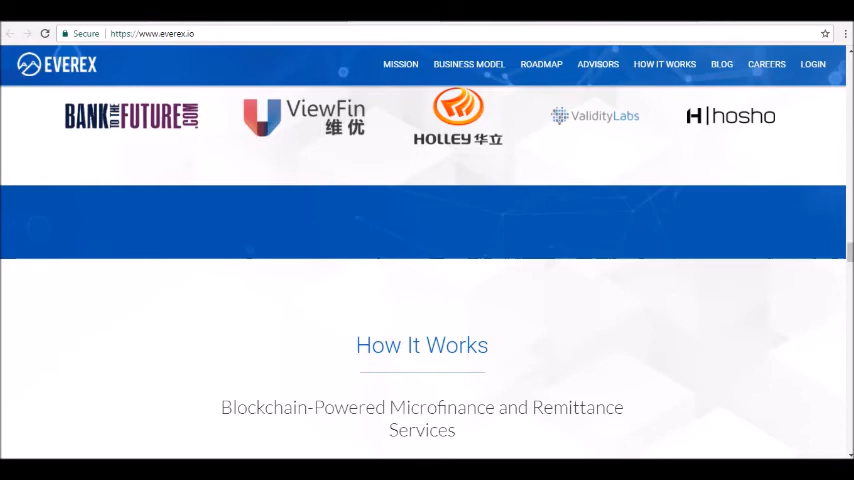 Secure https://www.everex.io
EVEREX MISSION BUSINESS MODEL ROADMAP ADVISORS HOW IT WORKS BLOG CAREERS LOGIN
BANK TO THE FUTURE.COM ViewFin 维优 HOLLEY 华立 ValidityLabs H|hosho
How It Works
Blockchain-Powered Microfinance and Remittance
Services